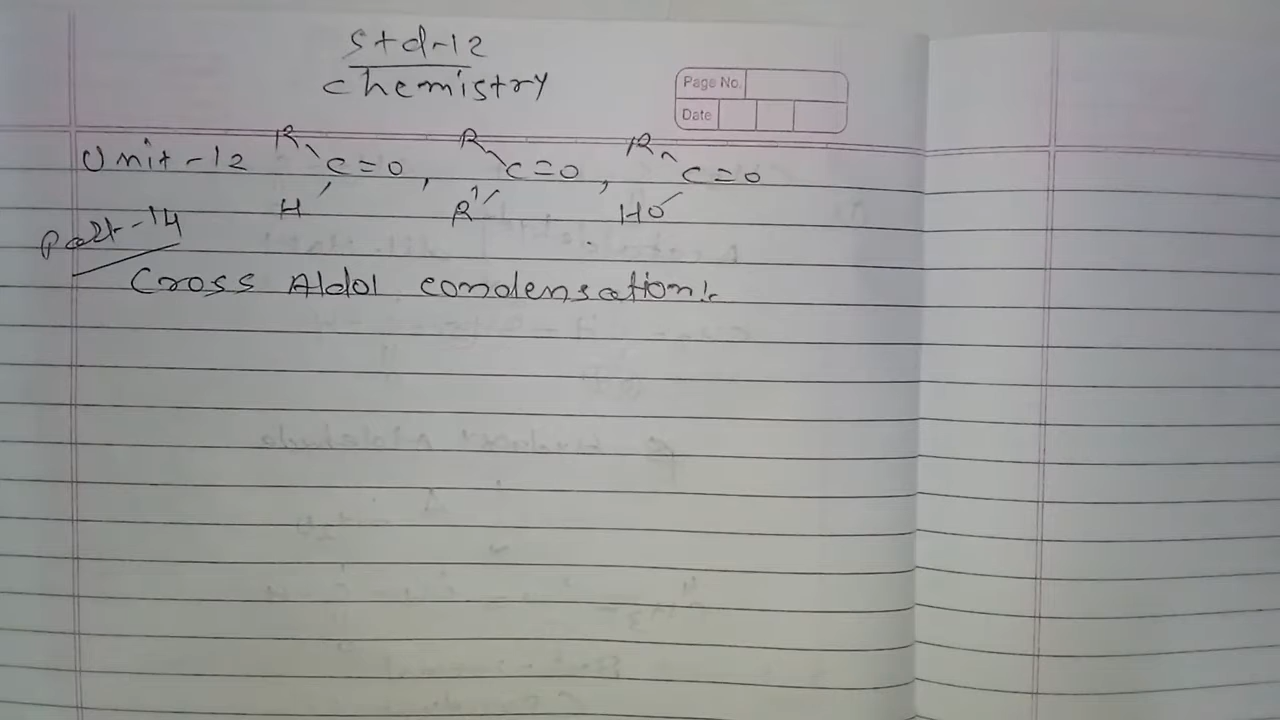 Std-12
Chemistry
Page No.
Date
Unit-12 R C=O, R C=O, R C=O
H R' HO
Part-14
Cross Aldol condensation:-